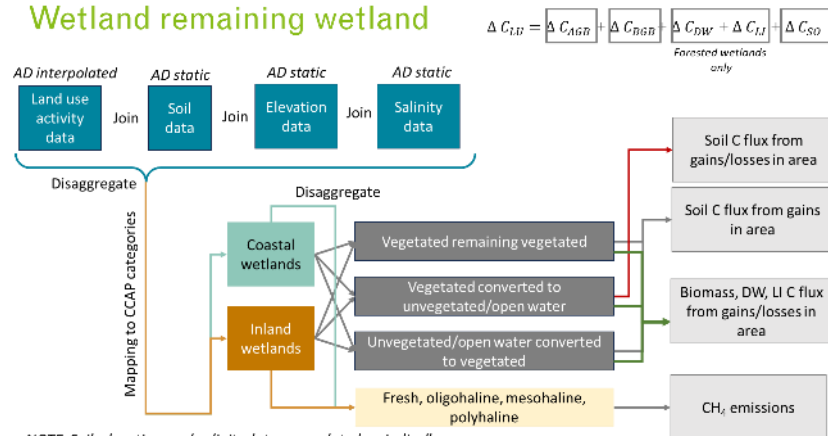 Wetland remaining wetland
Δ C_LU = Δ C_AGB + Δ C_BGB + Δ C_DW + Δ C_LI + Δ C_SO
Forested wetlands
only
AD interpolated
AD static
AD static
AD static
Land use
activity
data
Join
Soil
data
Join
Elevation
data
Join
Salinity
data
Disaggregate
Mapping to CCAP categories
Disaggregate
Coastal
wetlands
Inland
wetlands
Vegetated remaining vegetated
Vegetated converted to
unvegetated/open water
Unvegetated/open water converted
to vegetated
Fresh, oligohaline, mesohaline,
polyhaline
Soil C flux from
gains/losses in area
Soil C flux from gains
in area
Biomass, DW, LI C flux
from gains/losses in
area
CH₄ emissions